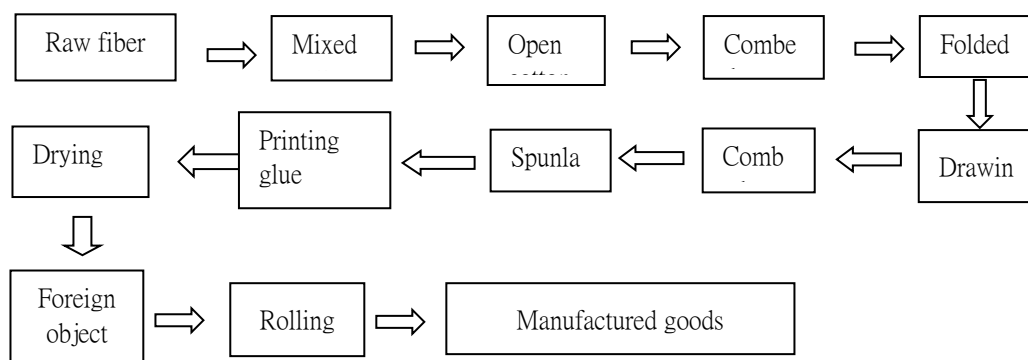 Raw fiber
Mixed
Open
Combe
Folded
Drawin
Comb
Spunla
Printing
glue
Drying
Foreign
object
Rolling
Manufactured goods